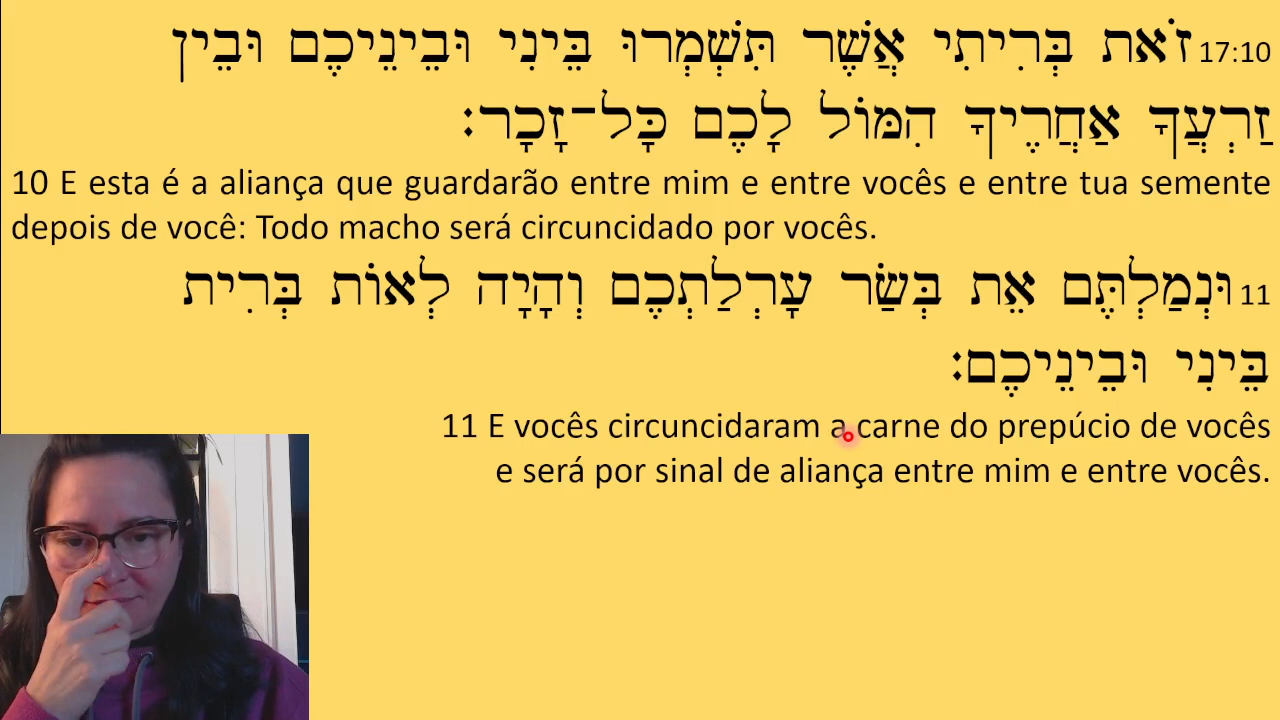 17:10 זֹאת בְּרִיתִי אֲשֶׁר תִּשְׁמְרוּ בֵּינִי וּבֵינֵיכֶם וּבֵין
זַרְעֲךָ אַחֲרֶיךָ הִמּוֹל לָכֶם כָּל־זָכָר׃
10 E esta é a aliança que guardarão entre mim e entre vocês e entre tua semente
depois de você: Todo macho será circuncidado por vocês.
11 וּנְמַלְתֶּם אֵת בְּשַׂר עָרְלַתְכֶם וְהָיָה לְאוֹת בְּרִית
בֵּינִי וּבֵינֵיכֶם׃
11 E vocês circuncidaram a carne do prepúcio de vocês
e será por sinal de aliança entre mim e entre vocês.